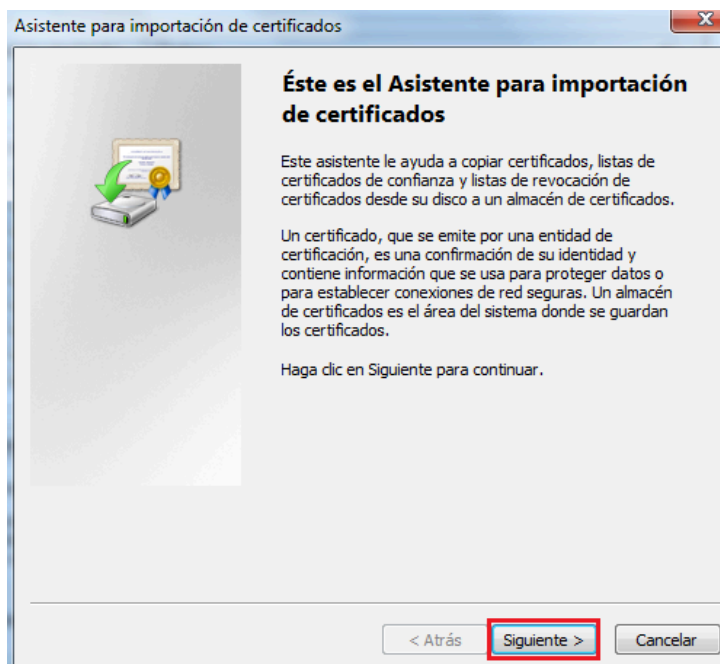 Asistente para importación de certificados
Éste es el Asistente para importación
de certificados
Este asistente le ayuda a copiar certificados, listas de
certificados de confianza y listas de revocación de
certificados desde su disco a un almacén de certificados.
Un certificado, que se emite por una entidad de
certificación, es una confirmación de su identidad y
contiene información que se usa para proteger datos o
para establecer conexiones de red seguras. Un almacén
de certificados es el área del sistema donde se guardan
los certificados.
Haga clic en Siguiente para continuar.
< Atrás Siguiente > Cancelar